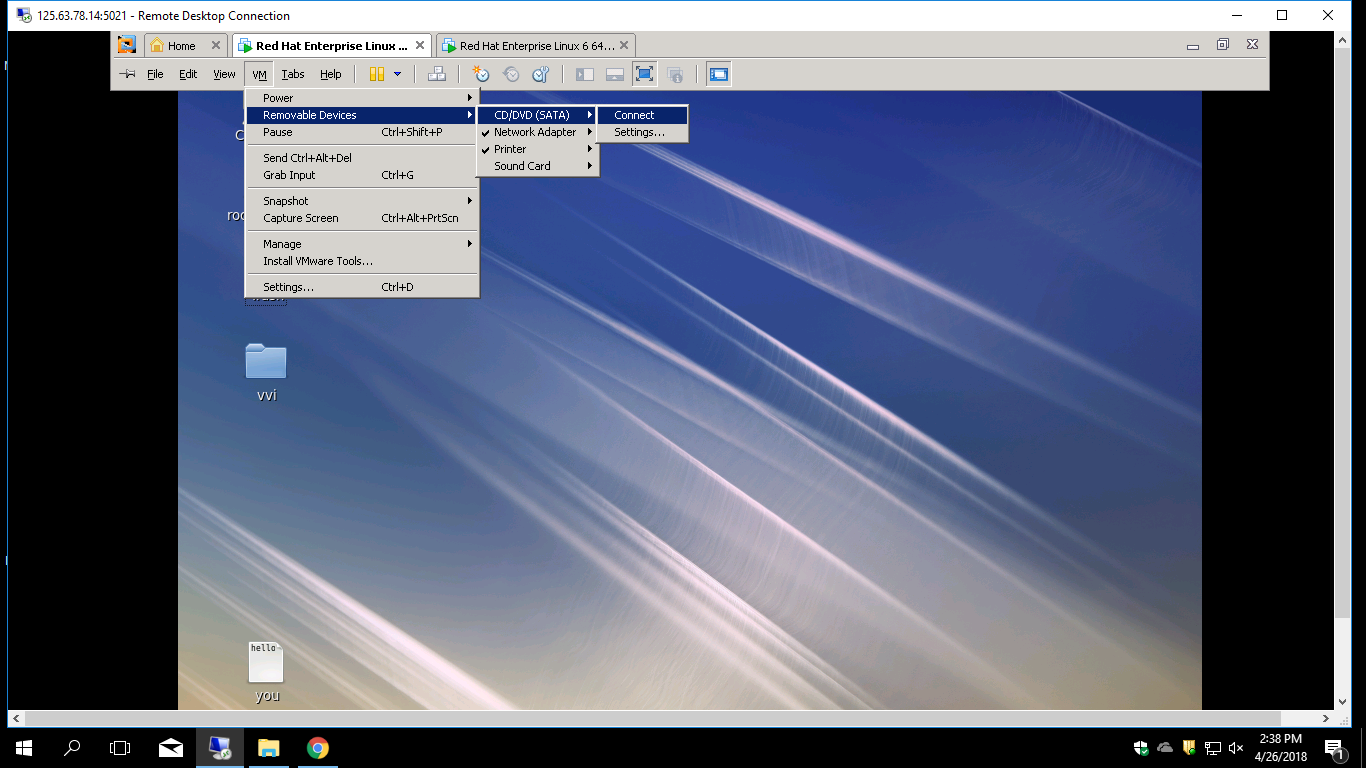 125.63.78.14:5021 - Remote Desktop Connection
Home
Red Hat Enterprise Linux ...
Red Hat Enterprise Linux 6 64...
File Edit View VM Tabs Help
Power
Removable Devices
Pause Ctrl+Shift+P
Send Ctrl+Alt+Del
Grab Input Ctrl+G
Snapshot
Capture Screen Ctrl+Alt+PrtScn
Manage
Install VMware Tools...
Settings... Ctrl+D
CD/DVD (SATA)
Network Adapter
Printer
Sound Card
Connect
Settings...
vvi
hello
you
2:38 PM
4/26/2018
1